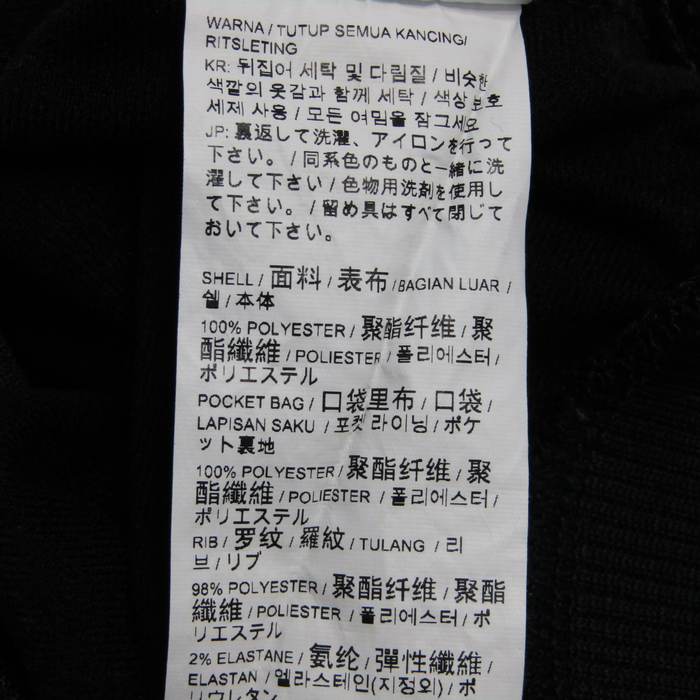 WARNA / TUTUP SEMUA KANCING/
RITSLETING
KR: 뒤집어 세탁 및 다림질 / 비슷한
색깔의 옷감과 함께 세탁 / 색상 보호
세제 사용 / 모든 여밈을 잠그세요
JP: 裏返して洗濯、アイロンを行って
下さい。/ 同系色のものと一緒に洗
濯して下さい / 色物用洗剤を使用し
て下さい。/ 留め具はすべて閉じて
おいて下さい。
SHELL / 面料 / 表布 / BAGIAN LUAR /
쉘 / 本体
100% POLYESTER / 聚酯纤维 / 聚
酯纖維 / POLIESTER / 폴리에스터 /
ポリエステル
POCKET BAG / 口袋里布 / 口袋 /
LAPISAN SAKU / 포켓 라이닝 / ポケ
ット裏地
100% POLYESTER / 聚酯纤维 / 聚
酯纖維 / POLIESTER / 폴리에스터 /
ポリエステル
RIB / 罗纹 / 羅紋 / TULANG / 리
브 / リブ
98% POLYESTER / 聚酯纤维 / 聚酯
纖維 / POLIESTER / 폴리에스터 / ポ
リエステル
2% ELASTANE / 氨纶 / 彈性纖維 /
ELASTAN / 엘라스테인(지정외) / ポ
リウレタン